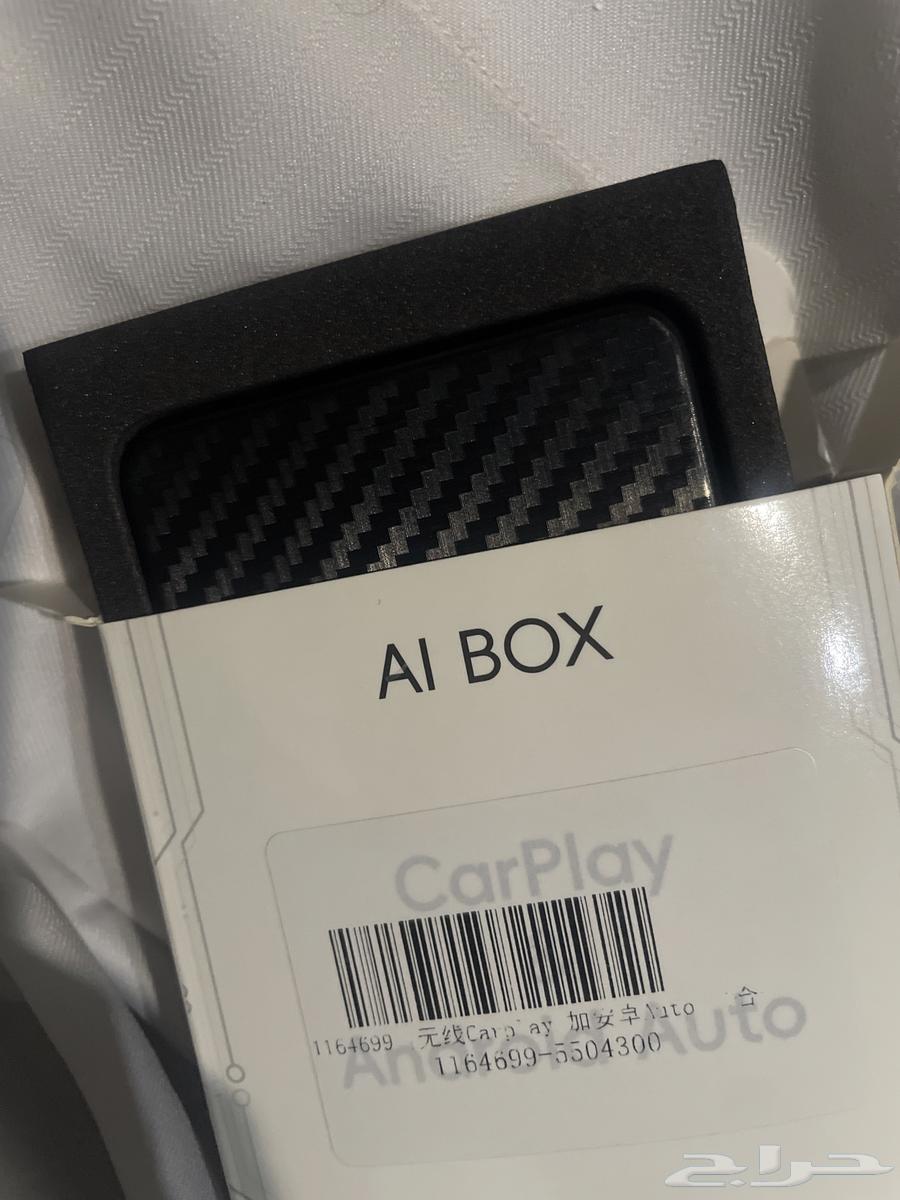 AI BOX
CarPlay
1164699 无线Carplay 加安卓Auto 合
Android Auto
1164699-5504300
حراج